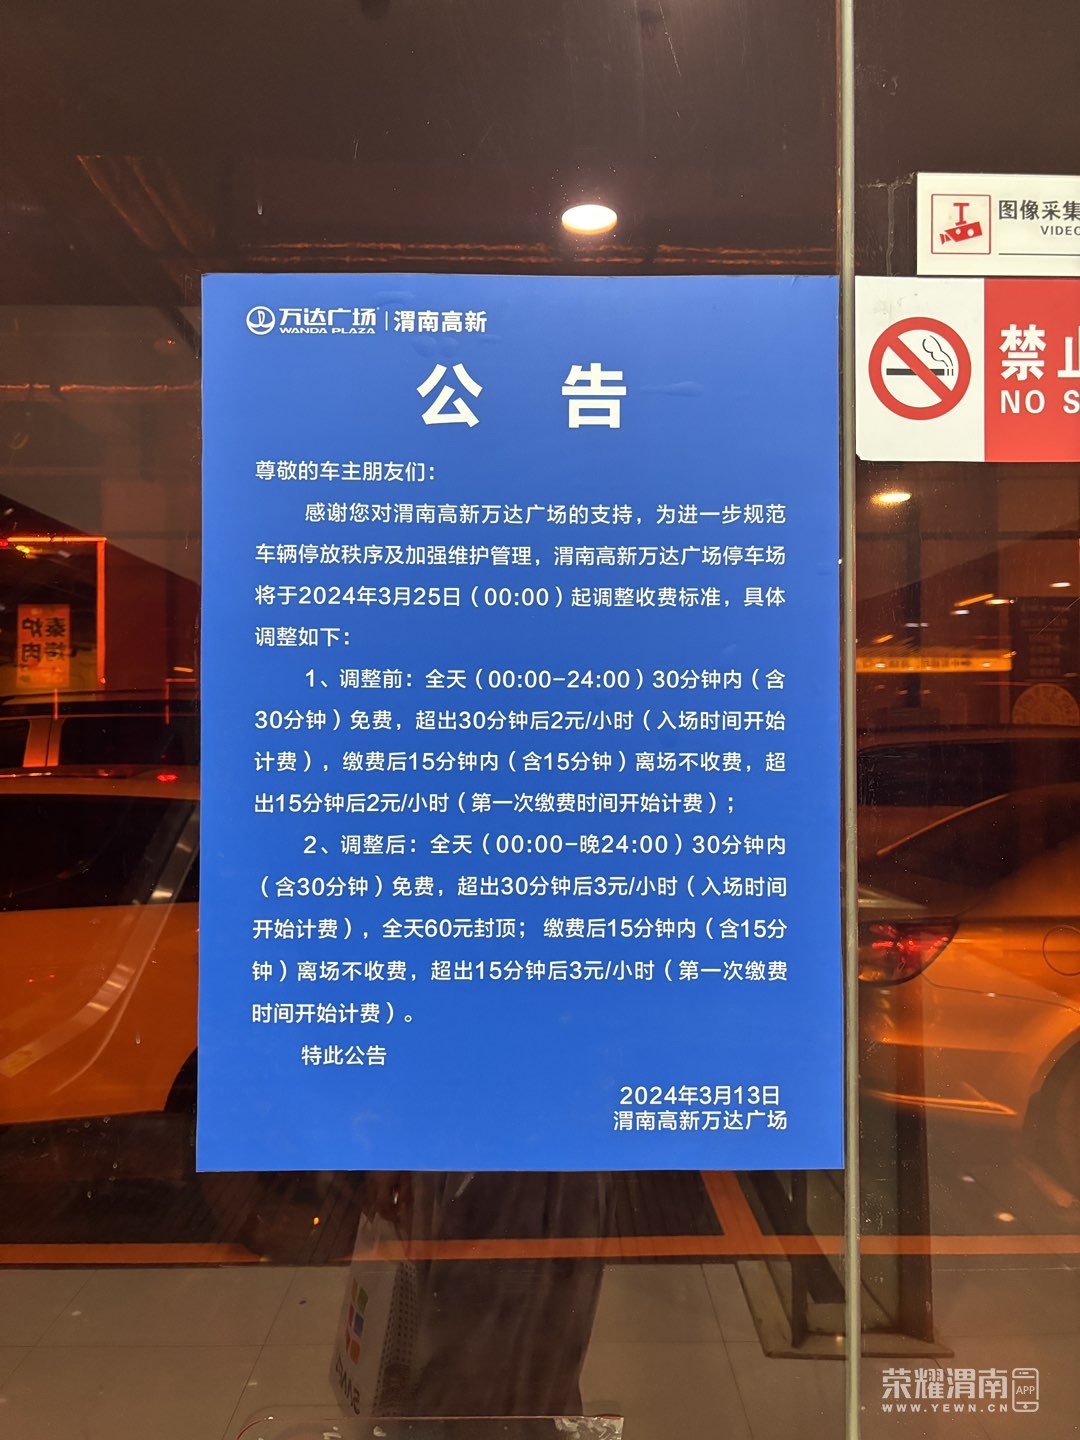 万达广场 WANDA PLAZA | 渭南高新
公 告
尊敬的车主朋友们：
感谢您对渭南高新万达广场的支持，为进一步规范
车辆停放秩序及加强维护管理，渭南高新万达广场停车场
将于2024年3月25日（00:00）起调整收费标准，具体
调整如下：
1、调整前：全天（00:00-24:00）30分钟内（含
30分钟）免费，超出30分钟后2元/小时（入场时间开始
计费），缴费后15分钟内（含15分钟）离场不收费，超
出15分钟后2元/小时（第一次缴费时间开始计费）；
2、调整后：全天（00:00-晚24:00）30分钟内
（含30分钟）免费，超出30分钟后3元/小时（入场时间
开始计费），全天60元封顶； 缴费后15分钟内（含15分
钟）离场不收费，超出15分钟后3元/小时（第一次缴费
时间开始计费）。
特此公告
2024年3月13日
渭南高新万达广场
图像采集
VIDEO
禁止
NO S
荣耀渭南 APP
WWW.YEWN.CN